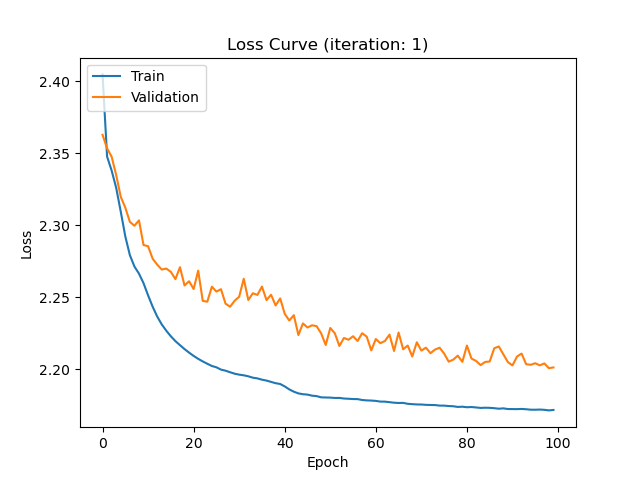 Loss Curve (iteration: 1)
Train
Validation
2.40
2.35
2.30
2.25
2.20
Loss
0
20
40
60
80
100
Epoch